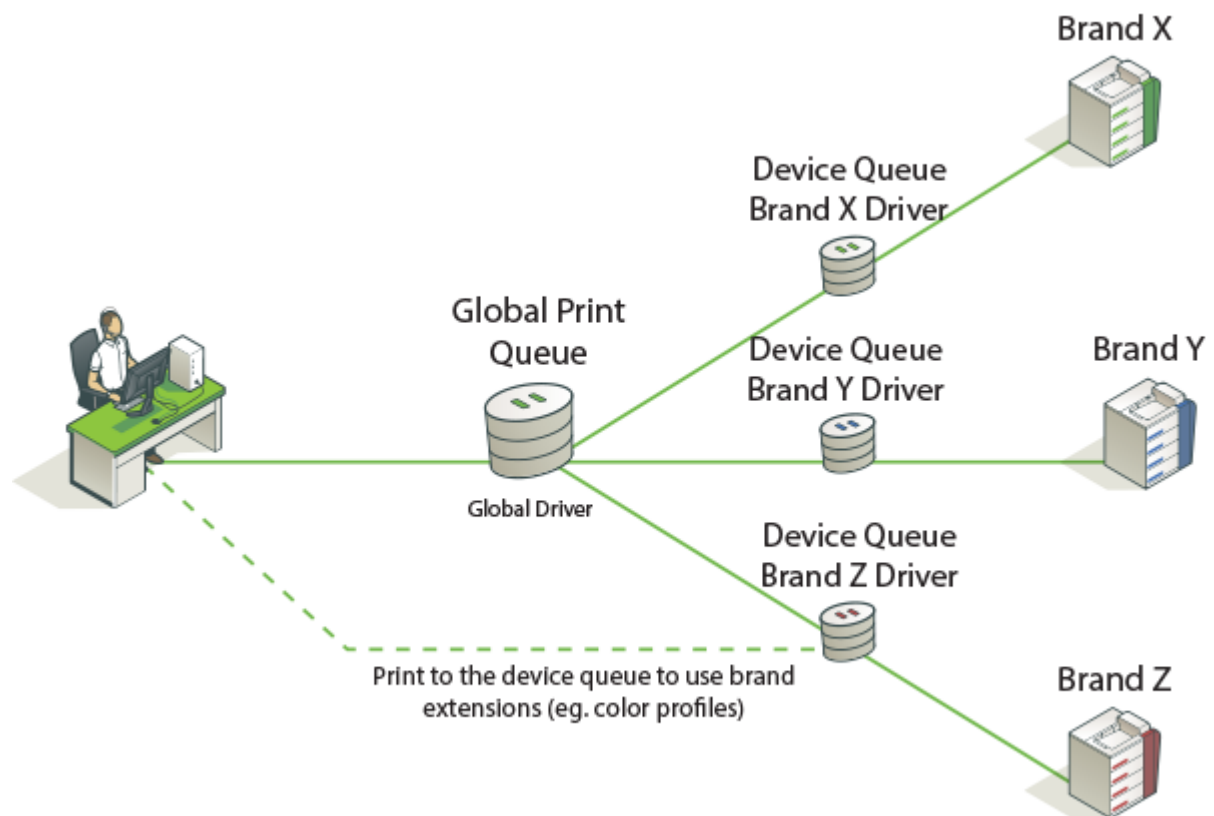 Brand X
Device Queue
Brand X Driver
Global Print
Queue
Global Driver
Device Queue
Brand Y Driver
Brand Y
Device Queue
Brand Z Driver
Print to the device queue to use brand
extensions (eg. color profiles)
Brand Z